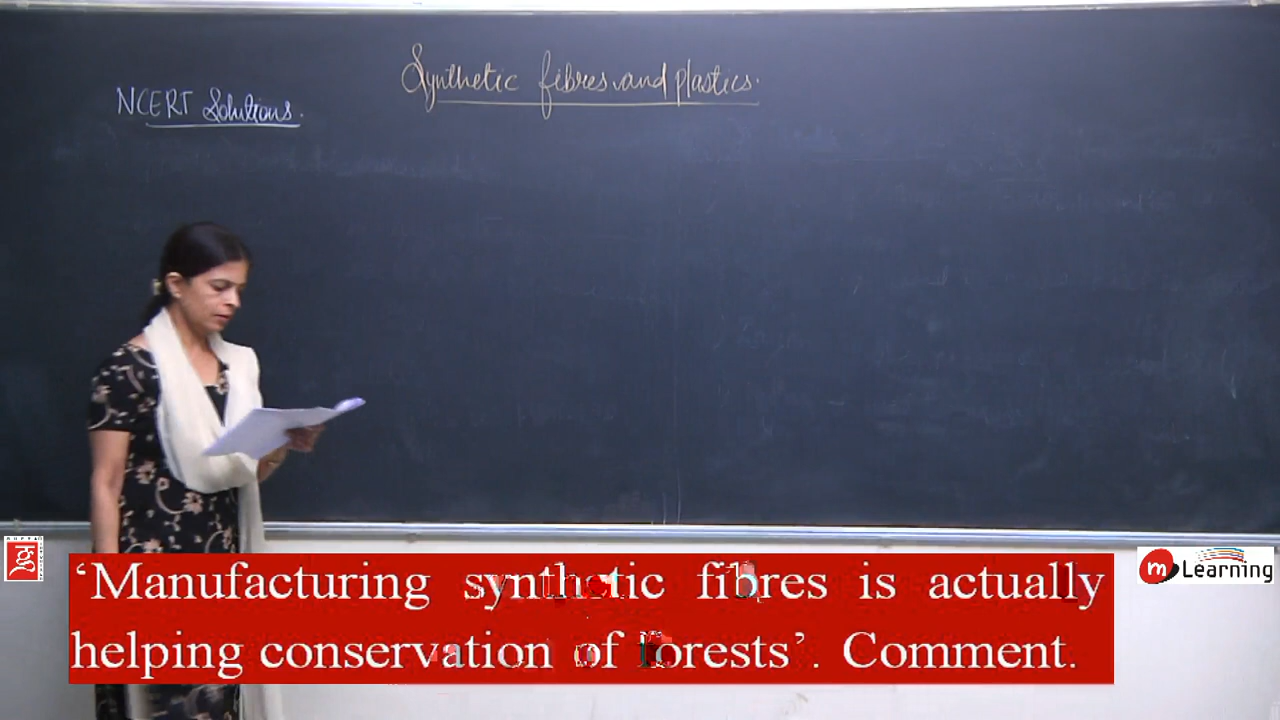 Synthetic fibres and plastics.
NCERT Solutions.
‘Manufacturing synthetic fibres is actually
helping conservation of forests’. Comment.
m Learning